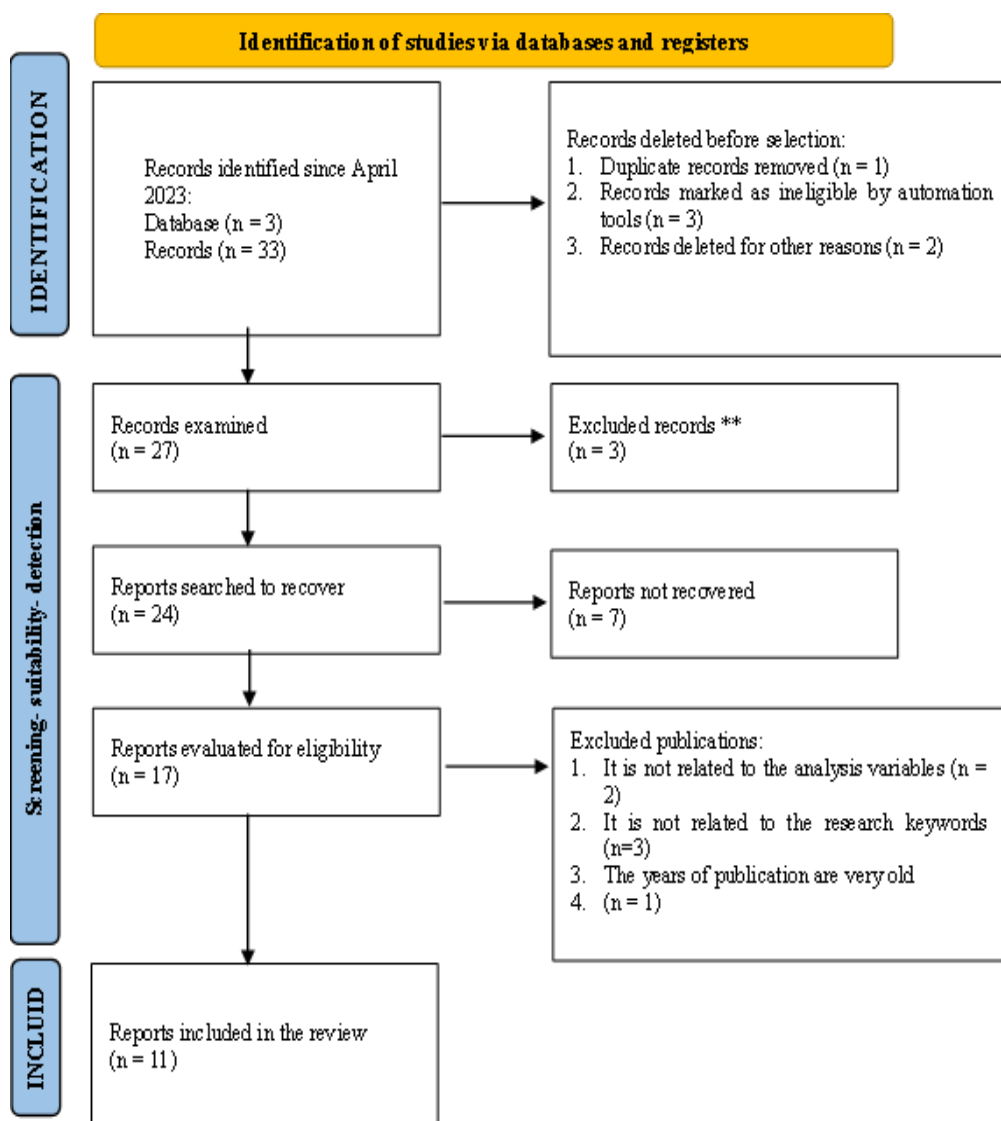 Identification of studies via databases and registers
IDENTIFICATION
Records identified since April
2023:
Database (n = 3)
Records (n = 33)
Records deleted before selection:
1. Duplicate records removed (n = 1)
2. Records marked as ineligible by automation
tools (n = 3)
3. Records deleted for other reasons (n = 2)
Screening- suitability- detection
Records examined
(n = 27)
Excluded records **
(n = 3)
Reports searched to recover
(n = 24)
Reports not recovered
(n = 7)
Reports evaluated for eligibility
(n = 17)
Excluded publications:
1. It is not related to the analysis variables (n =
2)
2. It is not related to the research keywords
(n=3)
3. The years of publication are very old
4. (n = 1)
INCLUID
Reports included in the review
(n = 11)